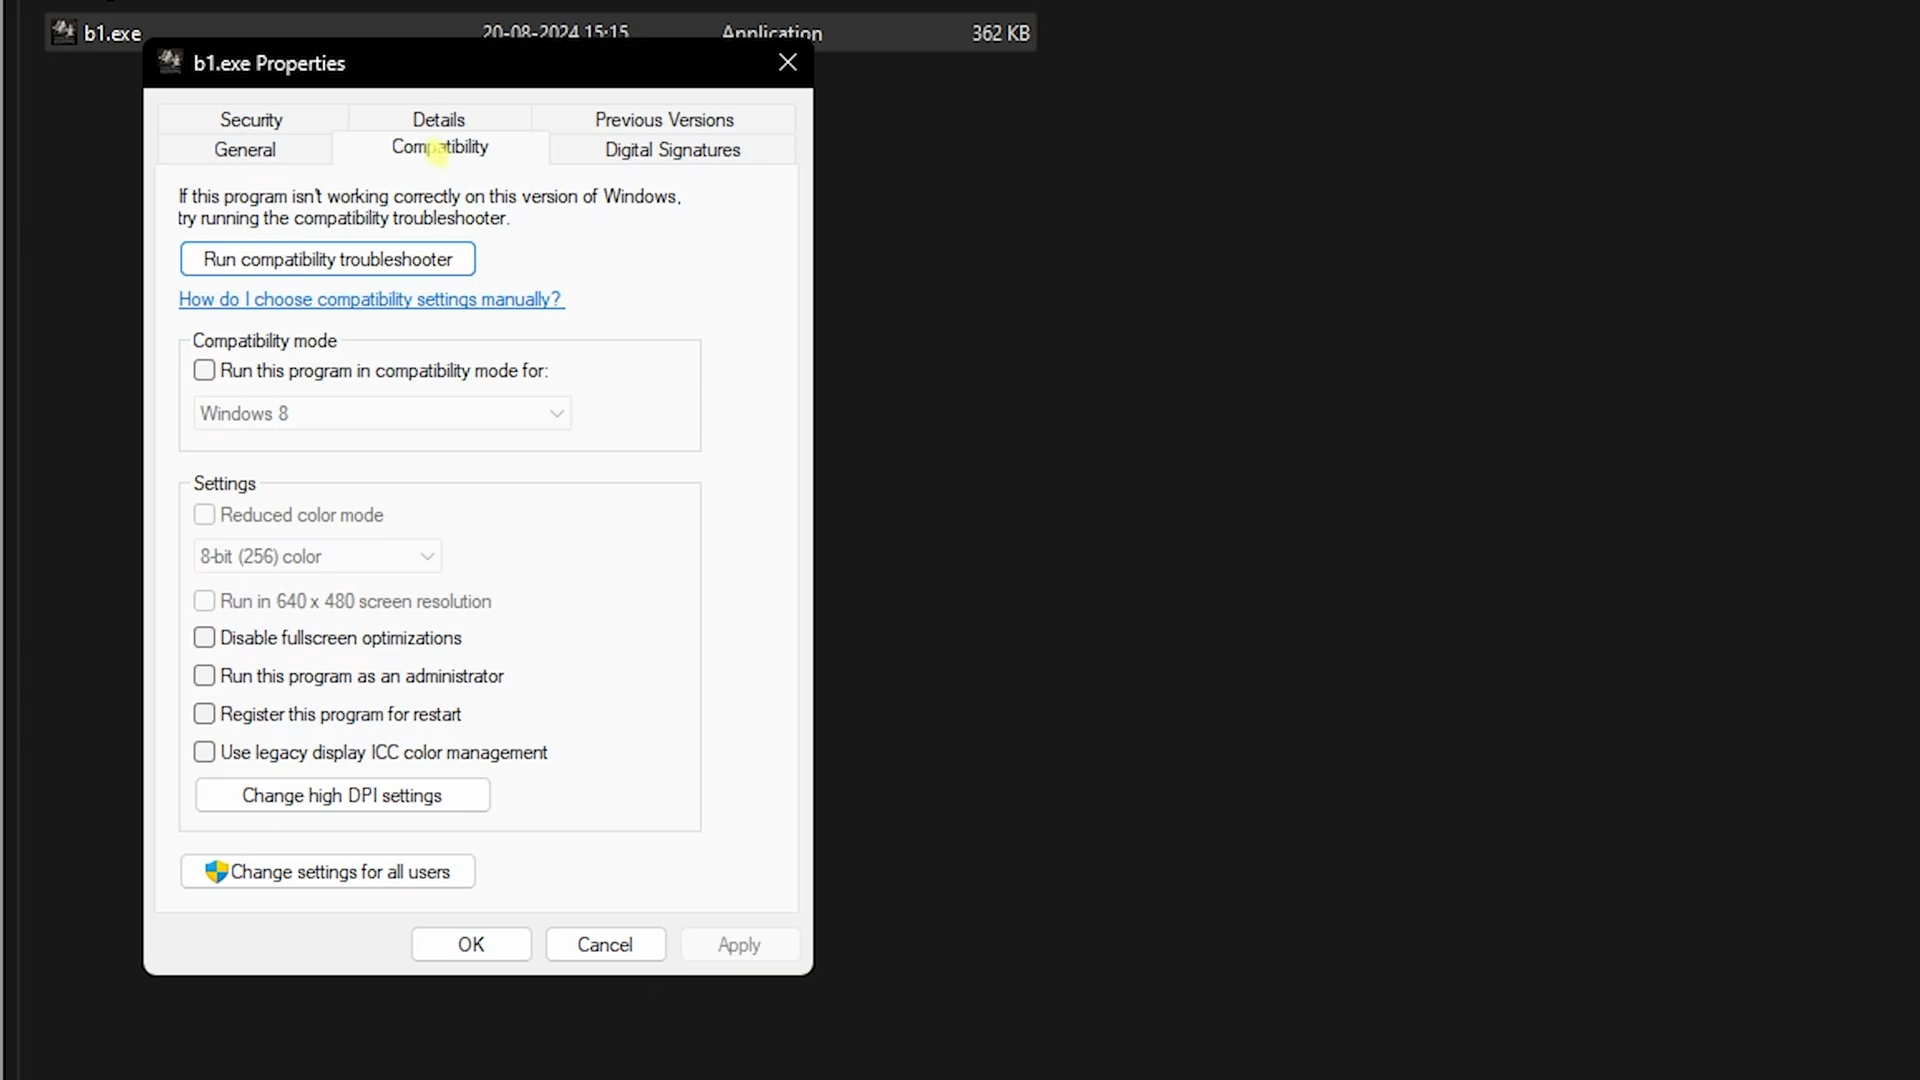 b1.exe 20-08-2024 15:15 Application 362 KB
b1.exe Properties
Security Details Previous Versions
General Compatibility Digital Signatures
If this program isn't working correctly on this version of Windows,
try running the compatibility troubleshooter.
Run compatibility troubleshooter
How do I choose compatibility settings manually?
Compatibility mode
Run this program in compatibility mode for:
Windows 8
Settings
Reduced color mode
8-bit (256) color
Run in 640 x 480 screen resolution
Disable fullscreen optimizations
Run this program as an administrator
Register this program for restart
Use legacy display ICC color management
Change high DPI settings
Change settings for all users
OK Cancel Apply